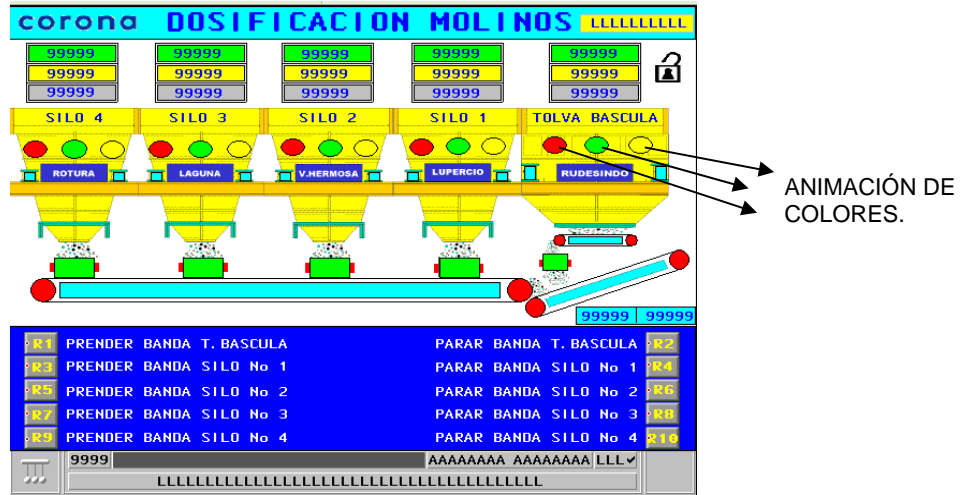 corona DOSIFICACION MOLINOS LLLLLLLLLL
99999 99999 99999 99999 99999
99999 99999 99999 99999 99999
99999 99999 99999 99999 99999
SILO 4 SILO 3 SILO 2 SILO 1 TOLVA BASCULA
ROTURA LAGUNA V.HERMOSA LUPERCIO RUDESINDO
ANIMACIÓN DE
COLORES.
99999 99999
R1 PRENDER BANDA T. BASCULA PARAR BANDA T. BASCULA R2
R3 PRENDER BANDA SILO No 1 PARAR BANDA SILO No 1 R4
R5 PRENDER BANDA SILO No 2 PARAR BANDA SILO No 2 R6
R7 PRENDER BANDA SILO No 3 PARAR BANDA SILO No 3 R8
R9 PRENDER BANDA SILO No 4 PARAR BANDA SILO No 4 R10
9999 AAAAAAAA AAAAAAAA LLL
LLLLLLLLLLLLLLLLLLLLLLLLLLLLLLLLLLLLLLLL